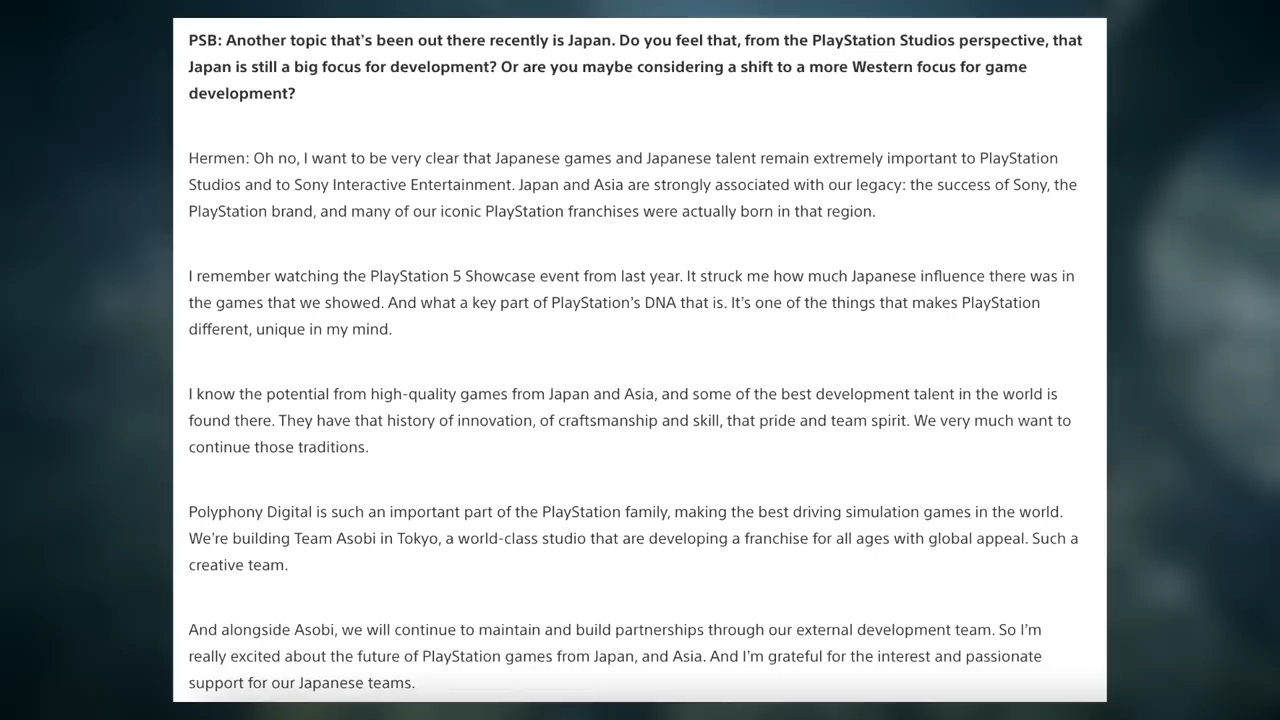 PSB: Another topic that's been out there recently is Japan. Do you feel that, from the PlayStation Studios perspective, that
Japan is still a big focus for development? Or are you maybe considering a shift to a more Western focus for game
development?
Hermen: Oh no, I want to be very clear that Japanese games and Japanese talent remain extremely important to PlayStation
Studios and to Sony Interactive Entertainment. Japan and Asia are strongly associated with our legacy: the success of Sony, the
PlayStation brand, and many of our iconic PlayStation franchises were actually born in that region.
I remember watching the PlayStation 5 Showcase event from last year. It struck me how much Japanese influence there was in
the games that we showed. And what a key part of PlayStation's DNA that is. It's one of the things that makes PlayStation
different, unique in my mind.
I know the potential from high-quality games from Japan and Asia, and some of the best development talent in the world is
found there. They have that history of innovation, of craftsmanship and skill, that pride and team spirit. We very much want to
continue those traditions.
Polyphony Digital is such an important part of the PlayStation family, making the best driving simulation games in the world.
We're building Team Asobi in Tokyo, a world-class studio that are developing a franchise for all ages with global appeal. Such a
creative team.
And alongside Asobi, we will continue to maintain and build partnerships through our external development team. So I'm
really excited about the future of PlayStation games from Japan, and Asia. And I'm grateful for the interest and passionate
support for our Japanese teams.